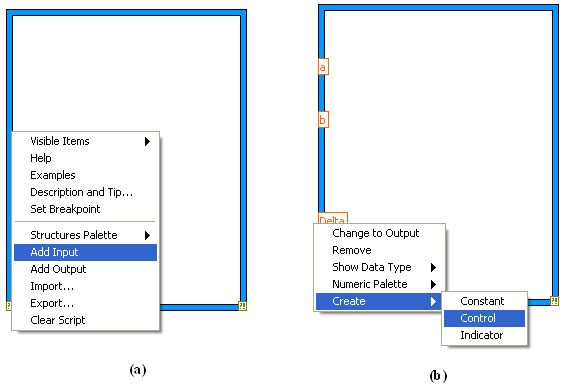 Visible Items
Help
Examples
Description and Tip...
Set Breakpoint
Structures Palette
Add Input
Add Output
Import...
Export...
Clear Script
(a)
a
b
Delta
Change to Output
Remove
Show Data Type
Numeric Palette
Create
Constant
Control
Indicator
(b)